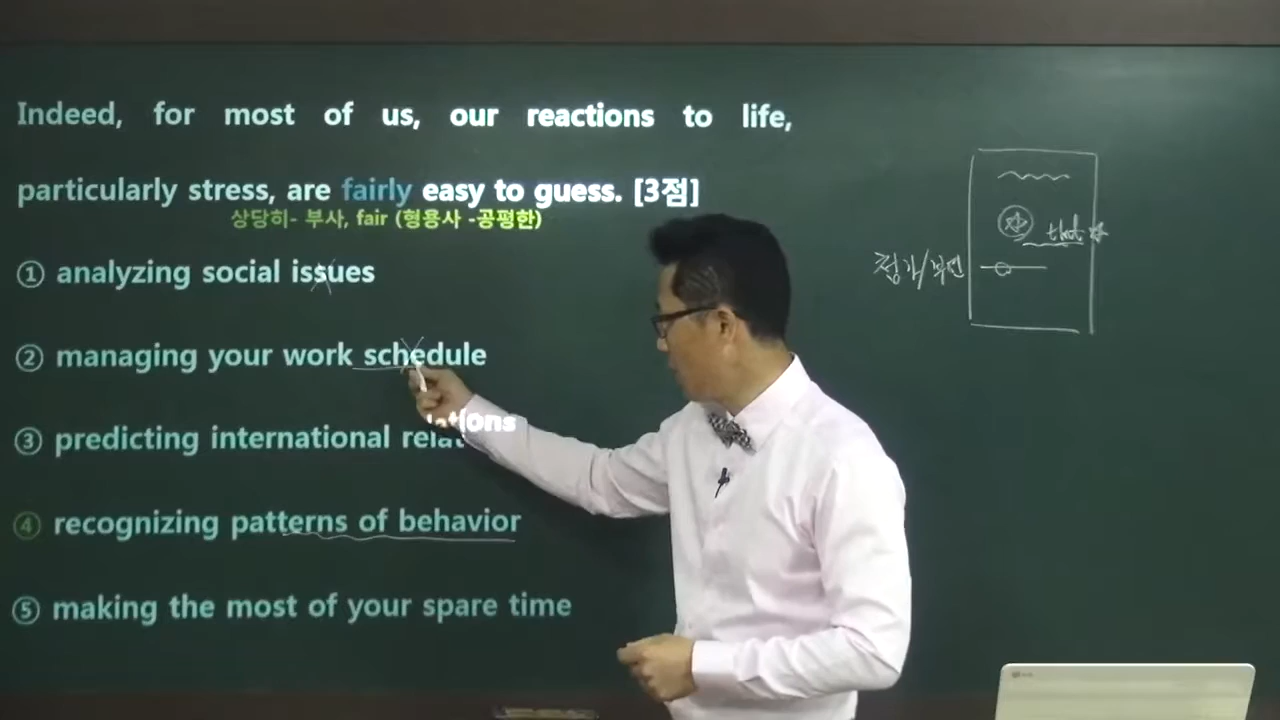 Indeed, for most of us, our reactions to life,
particularly stress, are fairly easy to guess. [3점]
상당히- 부사, fair (형용사 -공평한)
① analyzing social issues
② managing your work schedule
③ predicting international relations
④ recognizing patterns of behavior
⑤ making the most of your spare time
that